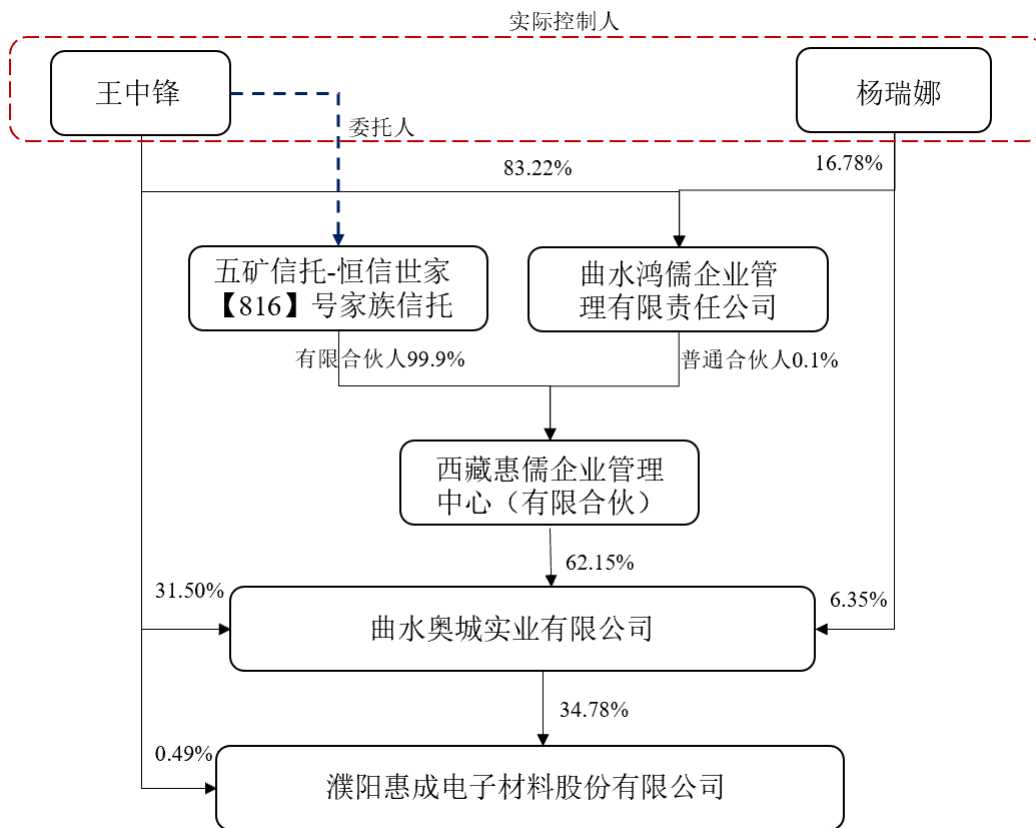 实际控制人
王中锋
杨瑞娜
委托人
83.22%
16.78%
五矿信托-恒信世家
【816】号家族信托
曲水鸿儒企业管
理有限责任公司
有限合伙人99.9%
普通合伙人0.1%
西藏惠儒企业管理
中心（有限合伙）
62.15%
31.50%
6.35%
曲水奥城实业有限公司
34.78%
0.49%
濮阳惠成电子材料股份有限公司